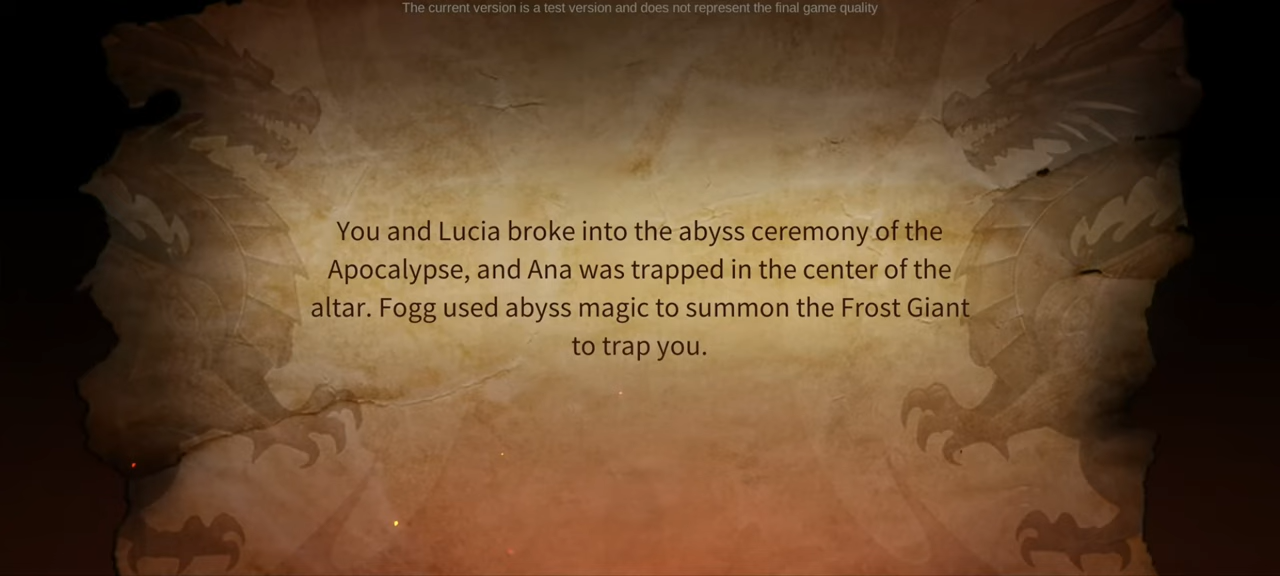 The current version is a test version and does not represent the final game quality
You and Lucia broke into the abyss ceremony of the
Apocalypse, and Ana was trapped in the center of the
altar. Fogg used abyss magic to summon the Frost Giant
to trap you.